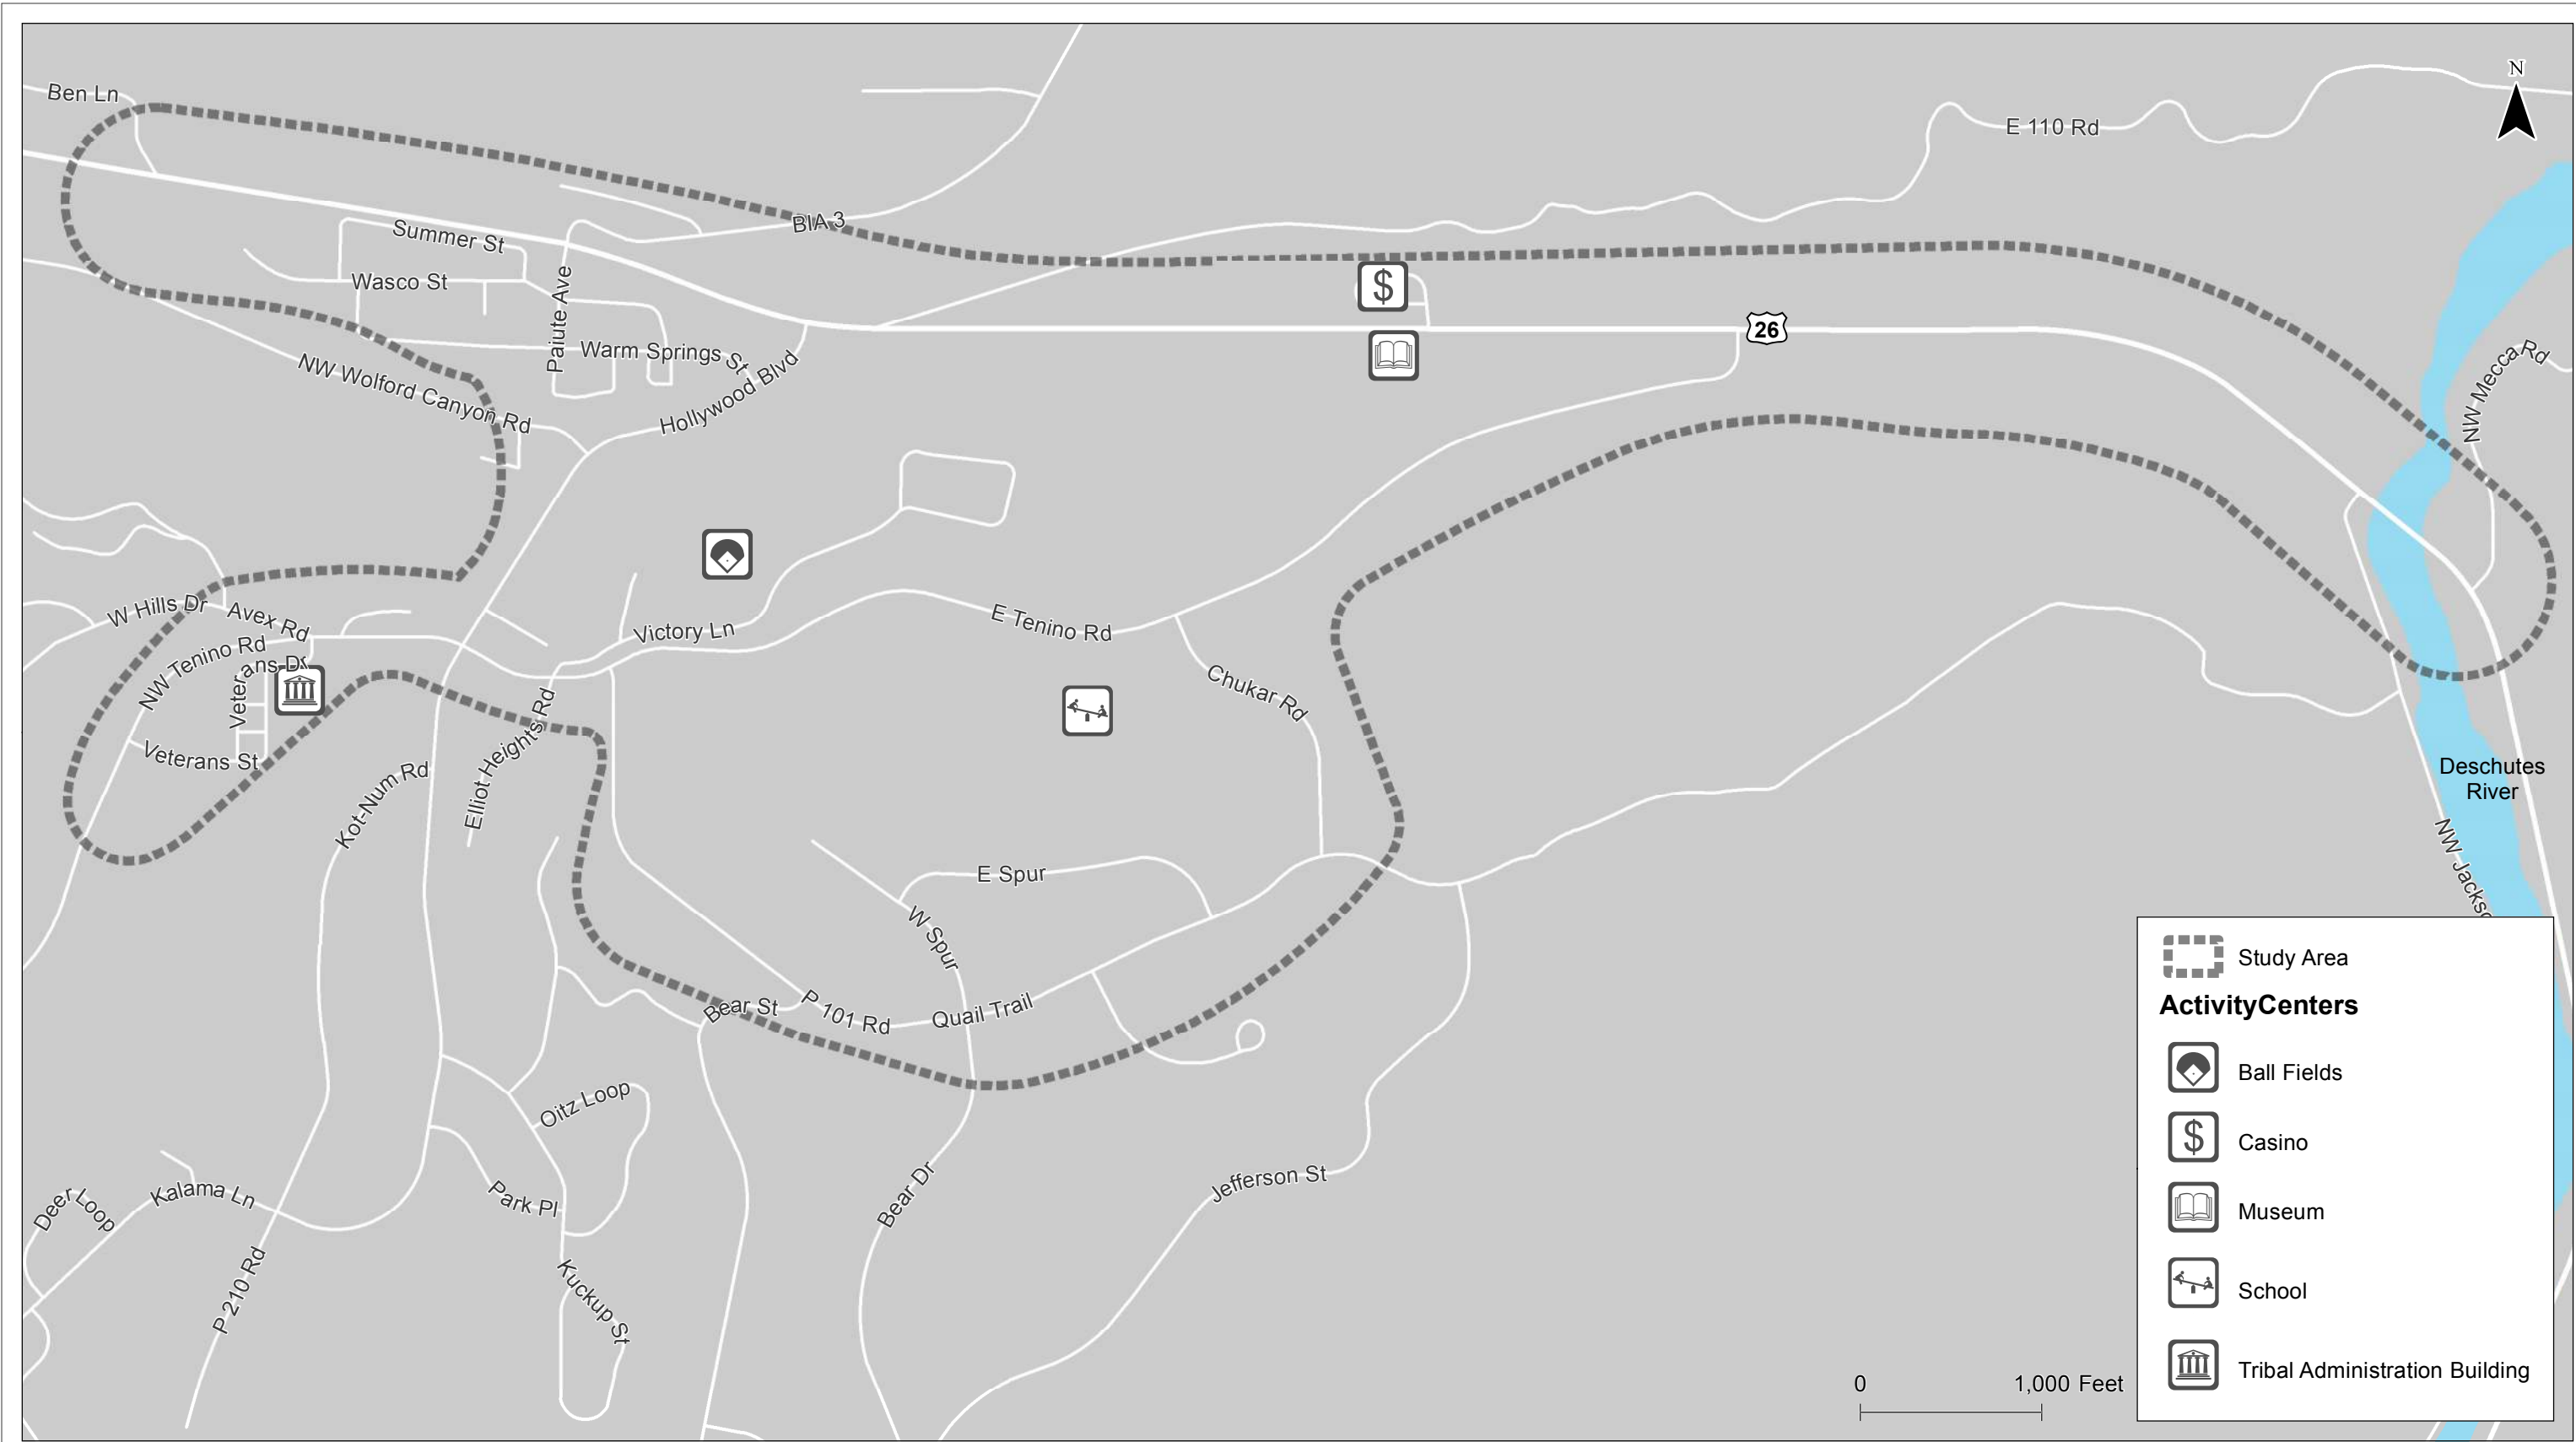 Ben Ln
N
E 110 Rd
BIA 3
Summer St
Wasco St
Paiute Ave
$
26
Warm Springs St
Hollywood Blvd
NW Mecca Rd
NW Wolford Canyon Rd
W Hills Dr
Avex Rd
Victory Ln
E Tenino Rd
NW Tenino Rd
Veterans Dr
Chukar Rd
Veterans St
Elliot Heights Rd
Kot-Num Rd
Deschutes
River
E Spur
W Spur
NW Jackso
Bear St
P 101 Rd
Quail Trail
Oitz Loop
Park Pl
Bear Dr
Jefferson St
Deer Loop
Kalama Ln
P 210 Rd
Kuckup St
Study Area
ActivityCenters
Ball Fields
$ Casino
Museum
School
Tribal Administration Building
0 1,000 Feet